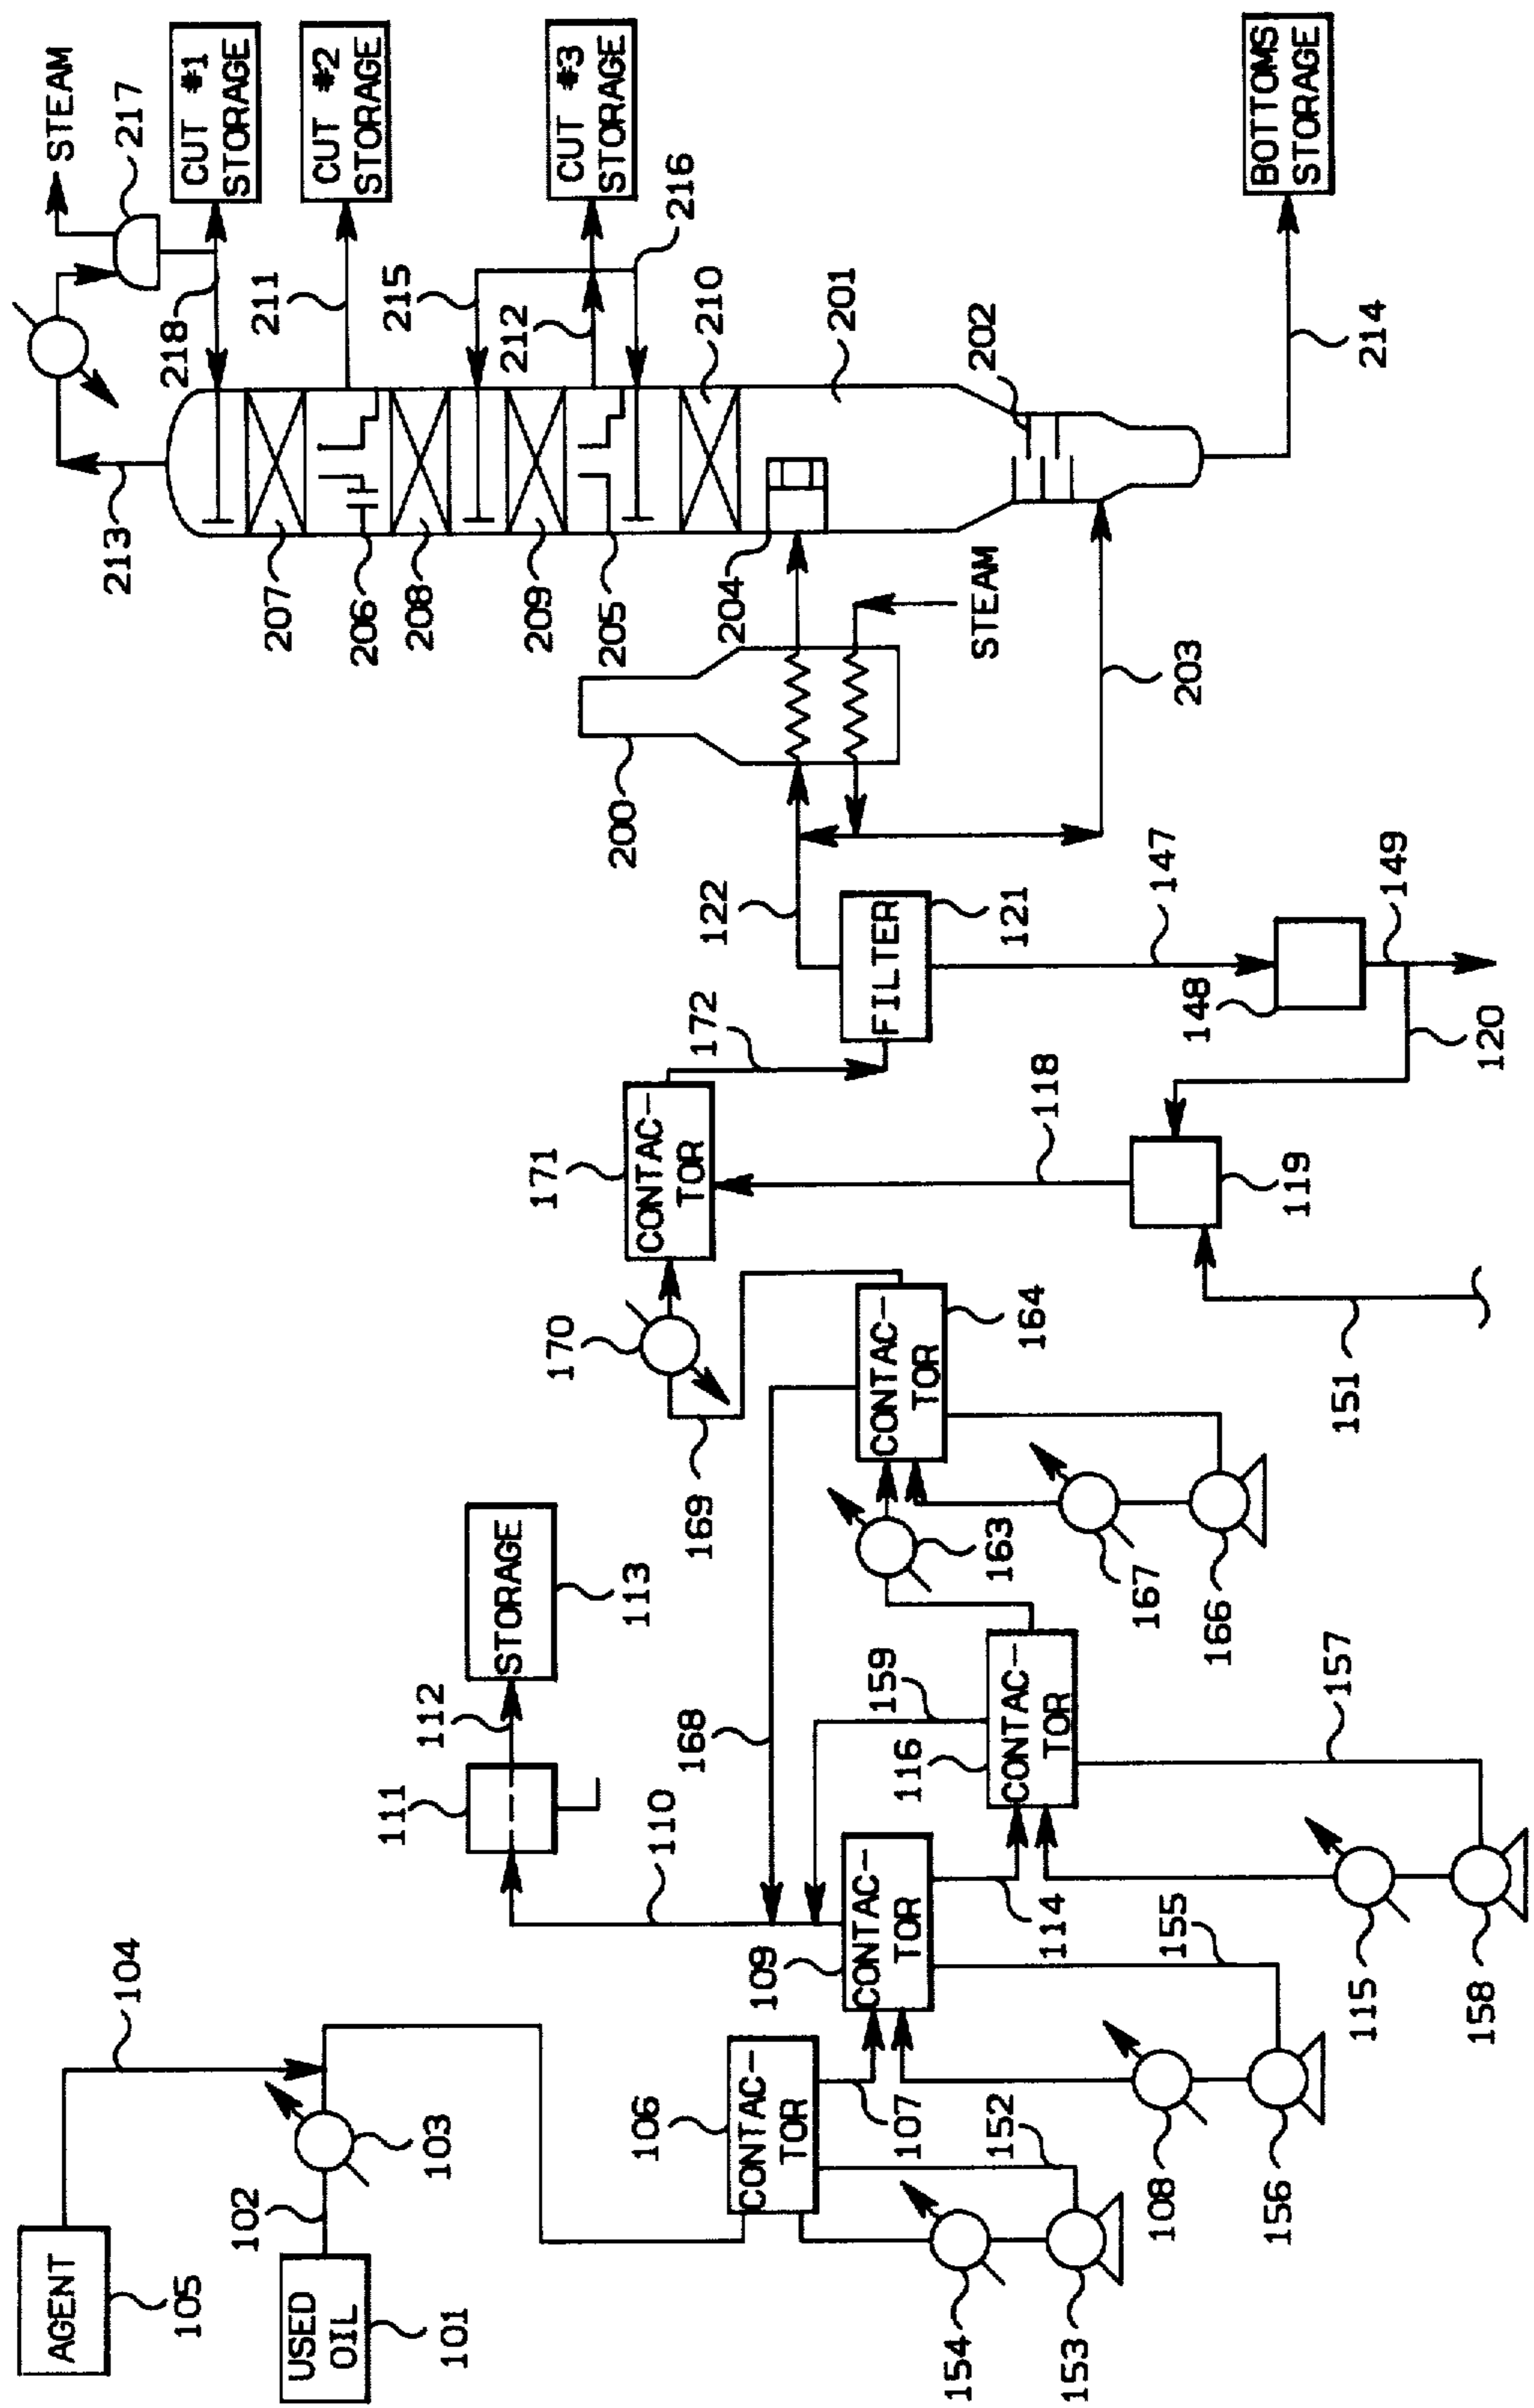 AGENT
105
104
USED
OIL
101
102
103
106
CONTAC-
TOR
107
152
154
153
109
CONTAC-
TOR
110
111
112
STORAGE
113
114
155
108
156
168
159
116
CONTAC-
TOR
157
115
158
163
167
166
CONTAC-
TOR
164
169
170
171
CONTAC-
TOR
172
118
119
151
120
FILTER
121
122
147
148
149
200
STEAM
203
213
207
206
208
209
205
204
218
211
215
212
216
210
201
202
214
STEAM
217
CUT #1
STORAGE
CUT #2
STORAGE
CUT #3
STORAGE
BOTTOMS
STORAGE